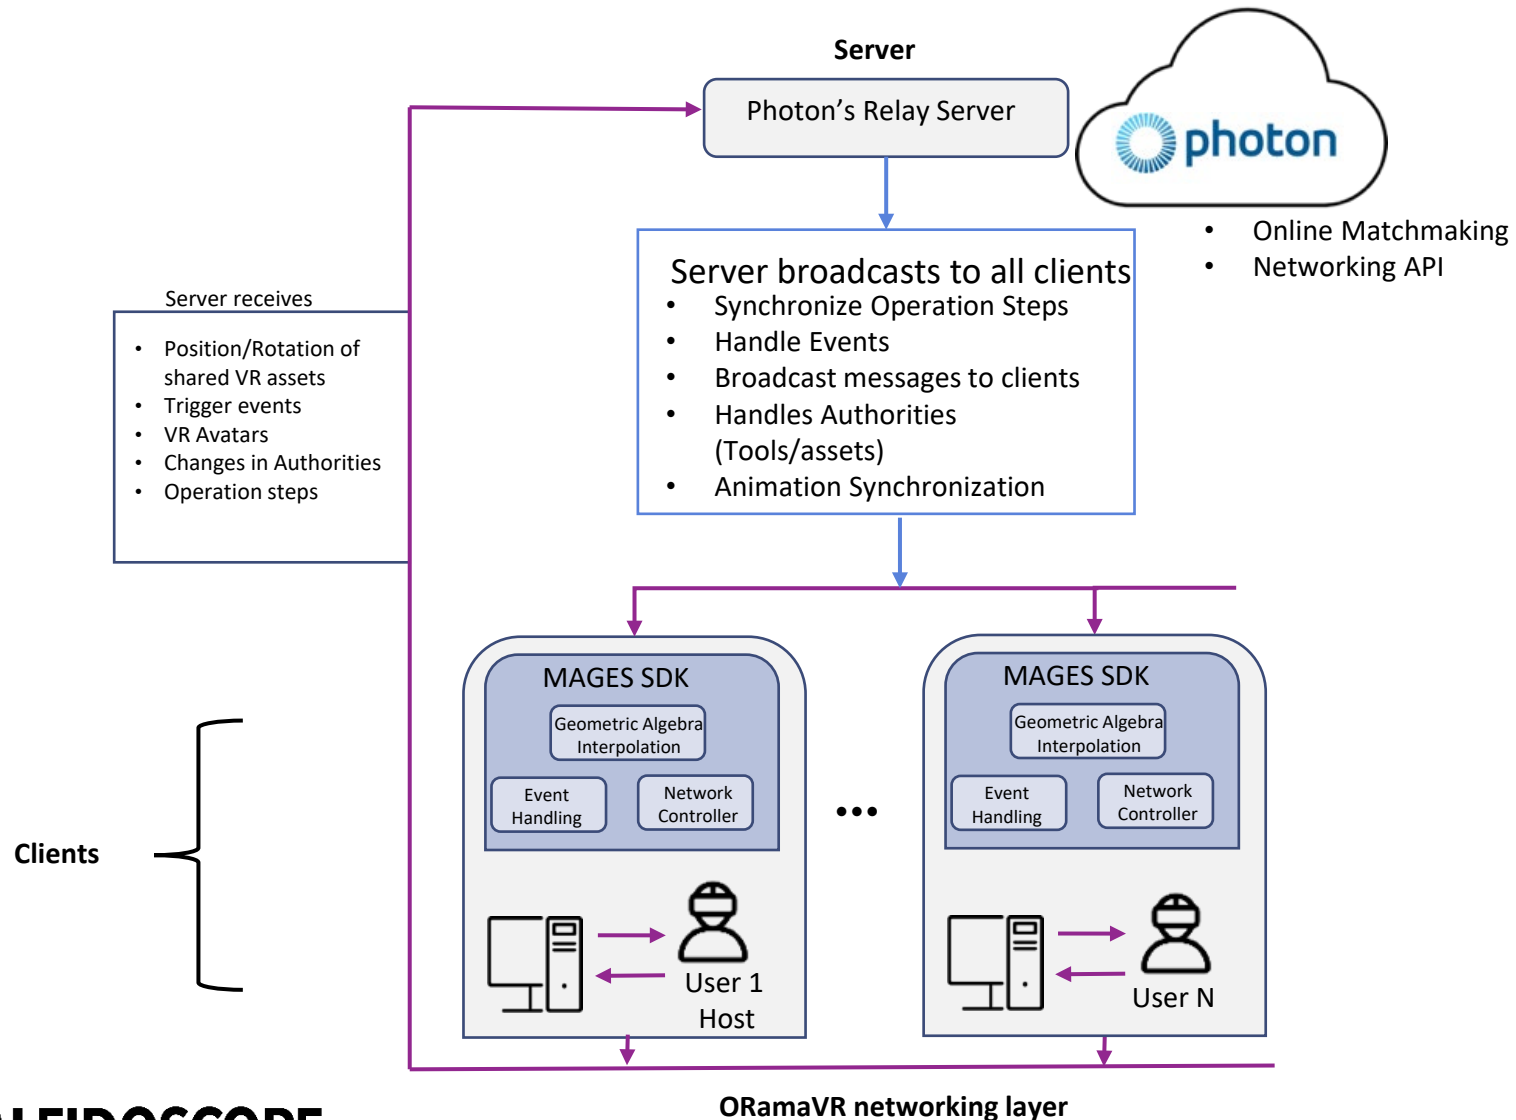 Server
Photon’s Relay Server
photon
• Online Matchmaking
• Networking API
Server broadcasts to all clients
• Synchronize Operation Steps
• Handle Events
• Broadcast messages to clients
• Handles Authorities
(Tools/assets)
• Animation Synchronization
Server receives
• Position/Rotation of
shared VR assets
• Trigger events
• VR Avatars
• Changes in Authorities
• Operation steps
MAGES SDK
Geometric Algebra
Interpolation
Event
Handling
Network
Controller
User 1
Host
...
MAGES SDK
Geometric Algebra
Interpolation
Event
Handling
Network
Controller
User N
Clients
ORamaVR networking layer